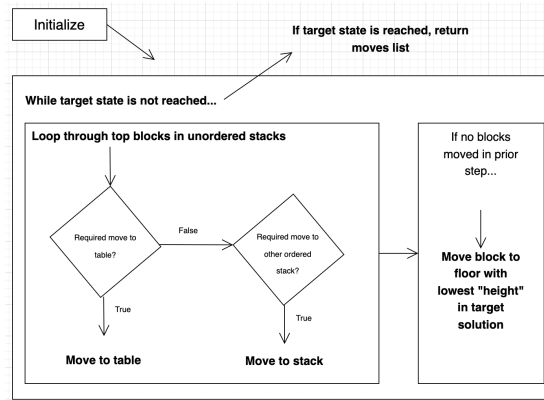 Initialize
If target state is reached, return
moves list
While target state is not reached...
Loop through top blocks in unordered stacks
Required move to
table?
False
Required move to
other ordered
stack?
True
True
Move to table
Move to stack
If no blocks
moved in prior
step...
Move block to
floor with
lowest "height"
in target
solution